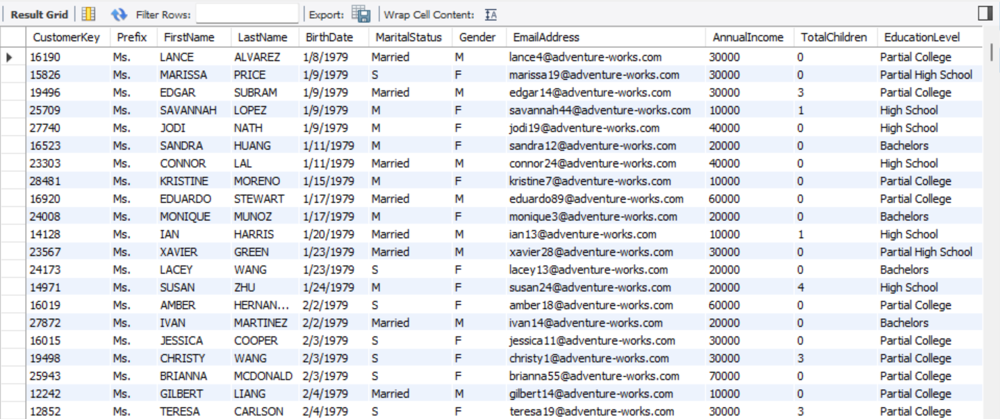 Result Grid Filter Rows: Export: Wrap Cell Content: IA
CustomerKey Prefix FirstName LastName BirthDate MaritalStatus Gender EmailAddress AnnualIncome TotalChildren EducationLevel
16190 Ms. LANCE ALVAREZ 1/8/1979 Married M lance4@adventure-works.com 30000 0 Partial College
15826 Ms. MARISSA PRICE 1/9/1979 S F marissa19@adventure-works.com 30000 0 Partial High School
19496 Ms. EDGAR SUBRAM 1/9/1979 Married M edgar14@adventure-works.com 30000 3 Partial College
25709 Ms. SAVANNAH LOPEZ 1/9/1979 M F savannah44@adventure-works.com 10000 1 High School
27740 Ms. JODI NATH 1/9/1979 M F jodi19@adventure-works.com 40000 0 High School
16523 Ms. SANDRA HUANG 1/11/1979 M F sandra12@adventure-works.com 20000 0 Bachelors
23303 Ms. CONNOR LAL 1/11/1979 Married M connor24@adventure-works.com 40000 0 High School
28481 Ms. KRISTINE MORENO 1/15/1979 M F kristine7@adventure-works.com 10000 0 Partial College
16920 Ms. EDUARDO STEWART 1/17/1979 Married M eduardo89@adventure-works.com 60000 0 Partial College
24008 Ms. MONIQUE MUNOZ 1/17/1979 M F monique3@adventure-works.com 20000 0 Bachelors
14128 Ms. IAN HARRIS 1/20/1979 Married M ian13@adventure-works.com 10000 1 High School
23567 Ms. XAVIER GREEN 1/23/1979 Married M xavier28@adventure-works.com 30000 0 Partial High School
24173 Ms. LACEY WANG 1/23/1979 S F lacey13@adventure-works.com 20000 0 Bachelors
14971 Ms. SUSAN ZHU 1/24/1979 M F susan24@adventure-works.com 20000 4 High School
16019 Ms. AMBER HERNAN... 2/2/1979 S F amber18@adventure-works.com 60000 0 Partial College
27872 Ms. IVAN MARTINEZ 2/2/1979 Married M ivan14@adventure-works.com 20000 0 Bachelors
16015 Ms. JESSICA COOPER 2/3/1979 S F jessica11@adventure-works.com 30000 0 Partial College
19498 Ms. CHRISTY WANG 2/3/1979 S F christy1@adventure-works.com 30000 3 Partial College
25943 Ms. BRIANNA MCDONALD 2/3/1979 S F brianna55@adventure-works.com 70000 0 Partial College
12242 Ms. GILBERT LIANG 2/4/1979 Married M gilbert14@adventure-works.com 10000 0 Partial College
12852 Ms. TERESA CARLSON 2/4/1979 S F teresa19@adventure-works.com 30000 3 Partial College